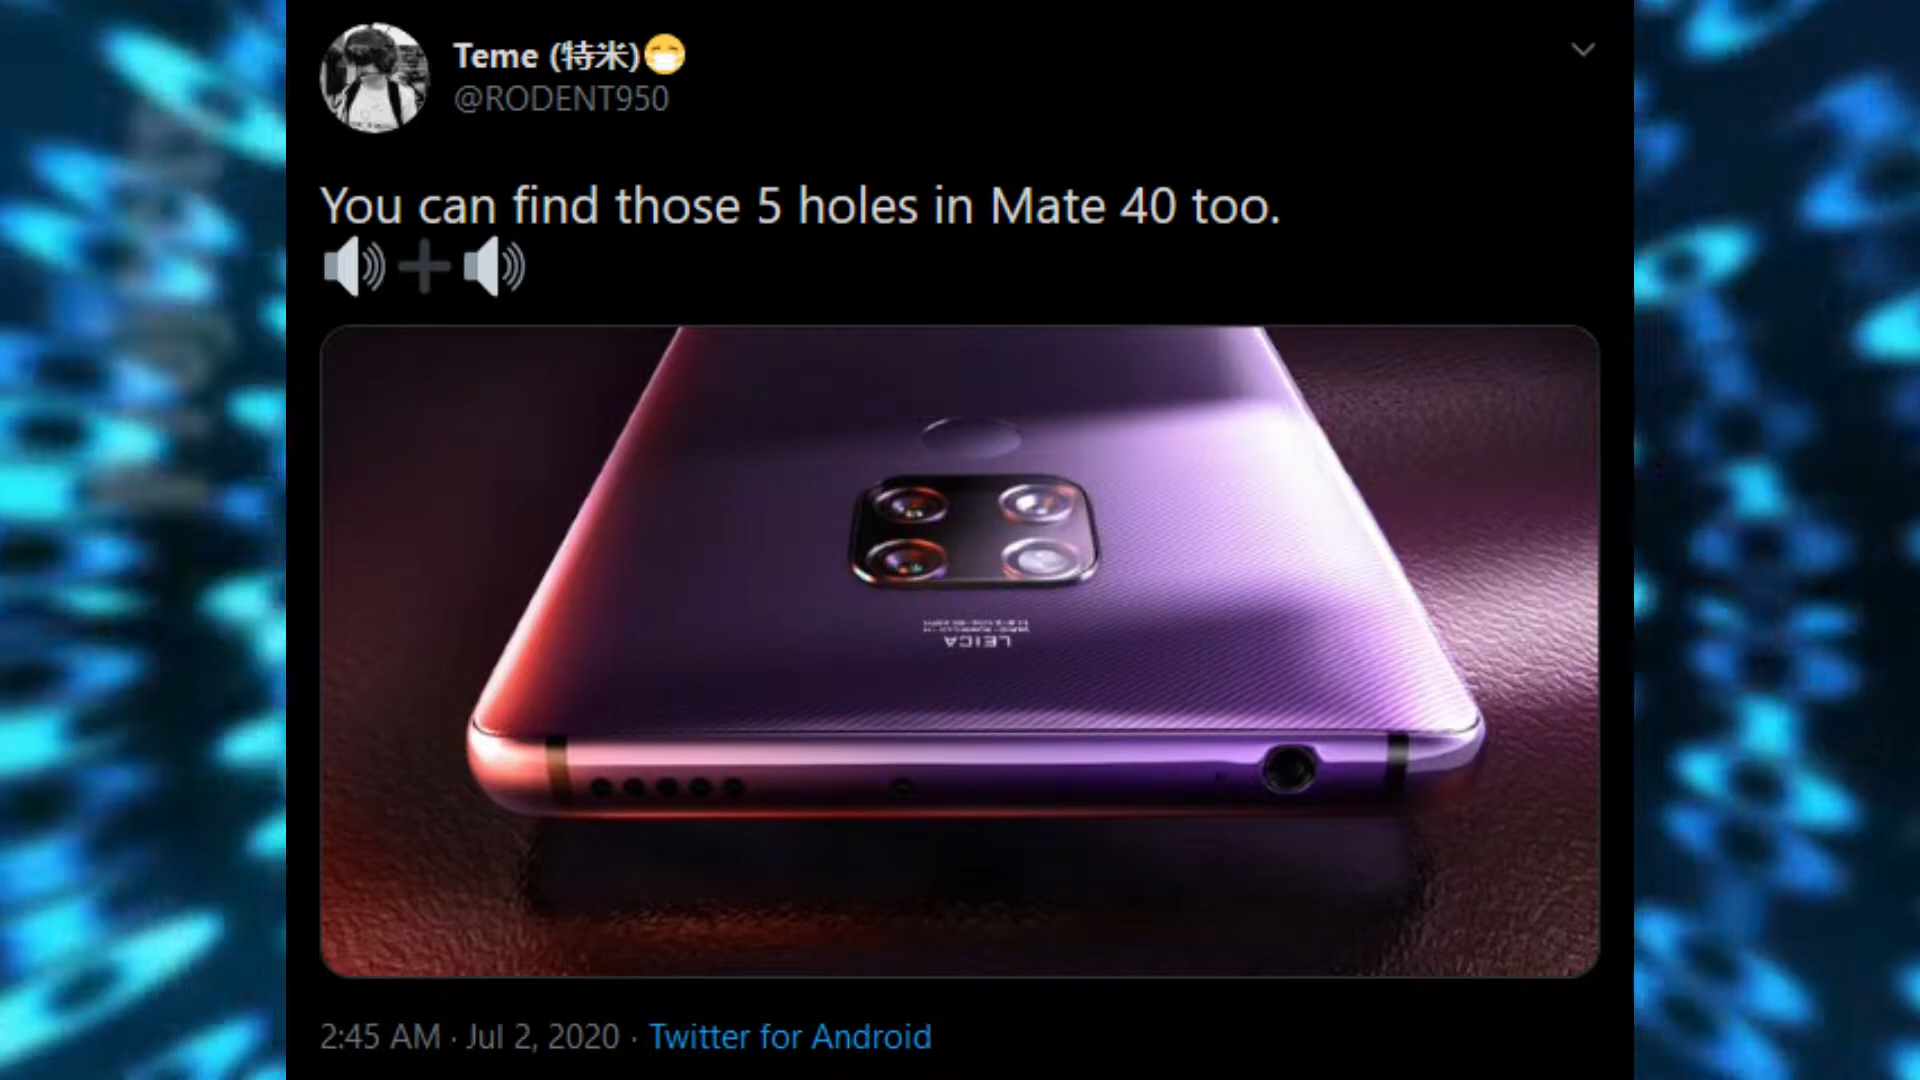 Teme (特米)😷
@RODENT950
You can find those 5 holes in Mate 40 too.
🔊➕🔊
LEICA
2:45 AM · Jul 2, 2020 · Twitter for Android